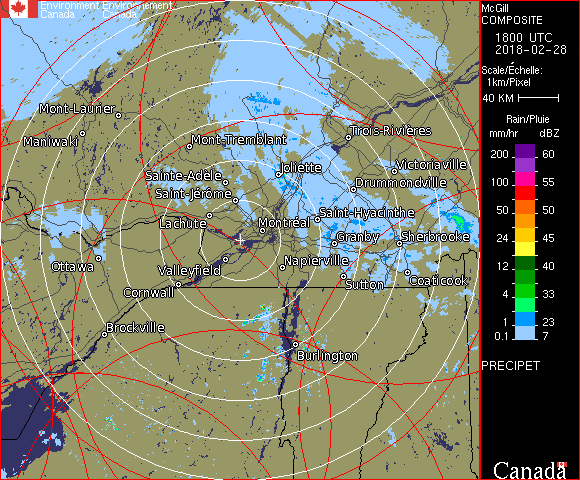 Environment Environnement
Canada Canada
McGill
COMPOSITE
1800 UTC
2018-02-28
Scale/Échelle:
1km/Pixel
40 KM
Rain/Pluie
mm/hr dBZ
200 60
100 55
50 50
24 45
12 40
4 33
1 23
0.1 7
PRECIPET
Canada
Mont-Laurier
Maniwaki
Mont-Tremblant
Trois-Rivières
Joliette
Victoriaville
Sainte-Adèle
Drummondville
Saint-Jérôme
Saint-Hyacinthe
Lachute
Montréal
Granby
Sherbrooke
Ottawa
Valleyfield
Napierville
Cornwall
Sutton
Coaticook
Brockville
Burlington